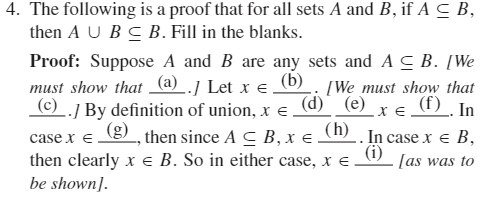 4. The following is a proof that for all sets A and B, if A ⊆ B,
then A ∪ B ⊆ B. Fill in the blanks.
Proof: Suppose A and B are any sets and A ⊆ B. [We
must show that (a) .] Let x ∈ (b) . [We must show that
(c) .] By definition of union, x ∈ (d) (e) x ∈ (f) . In
case x ∈ (g) , then since A ⊆ B, x ∈ (h) . In case x ∈ B,
then clearly x ∈ B. So in either case, x ∈ (i) [as was to
be shown].